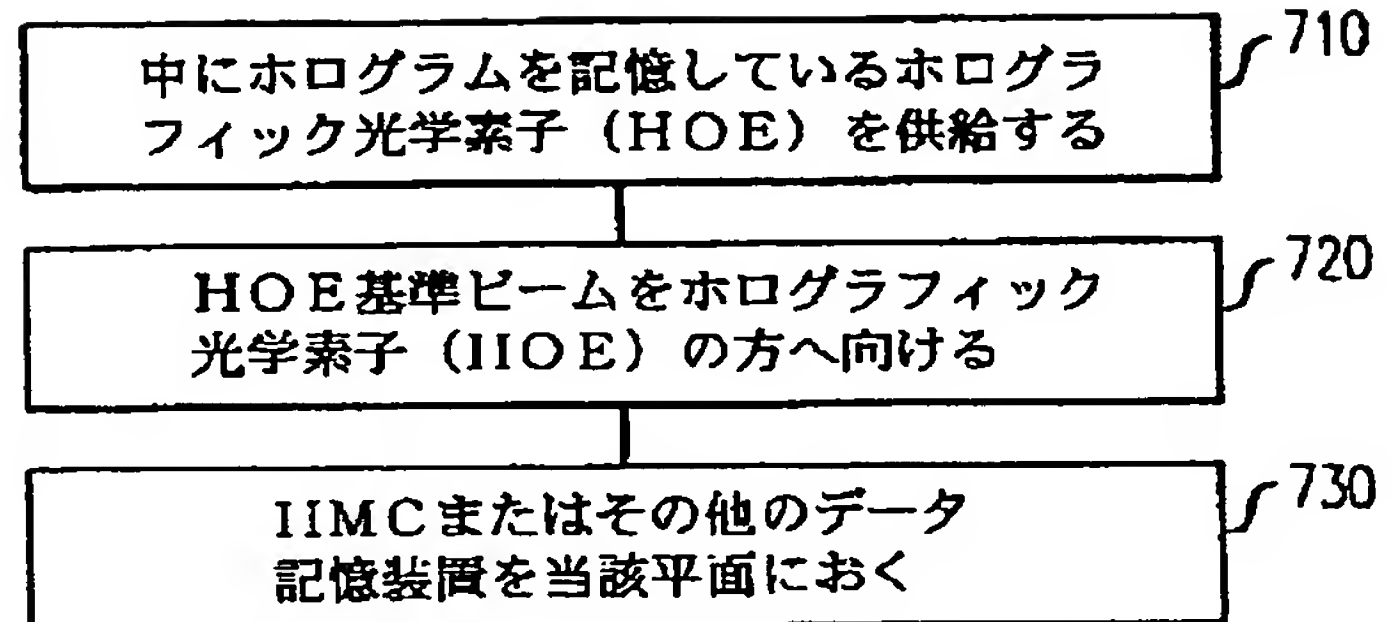 中にホログラムを記憶しているホログラ
フィック光学素子(HOE)を供給する
710
HOE基準ビームをホログラフィック
光学素子(IIOE)の方へ向ける
720
IIMCまたはその他のデータ
記憶装置を当該平面におく
730